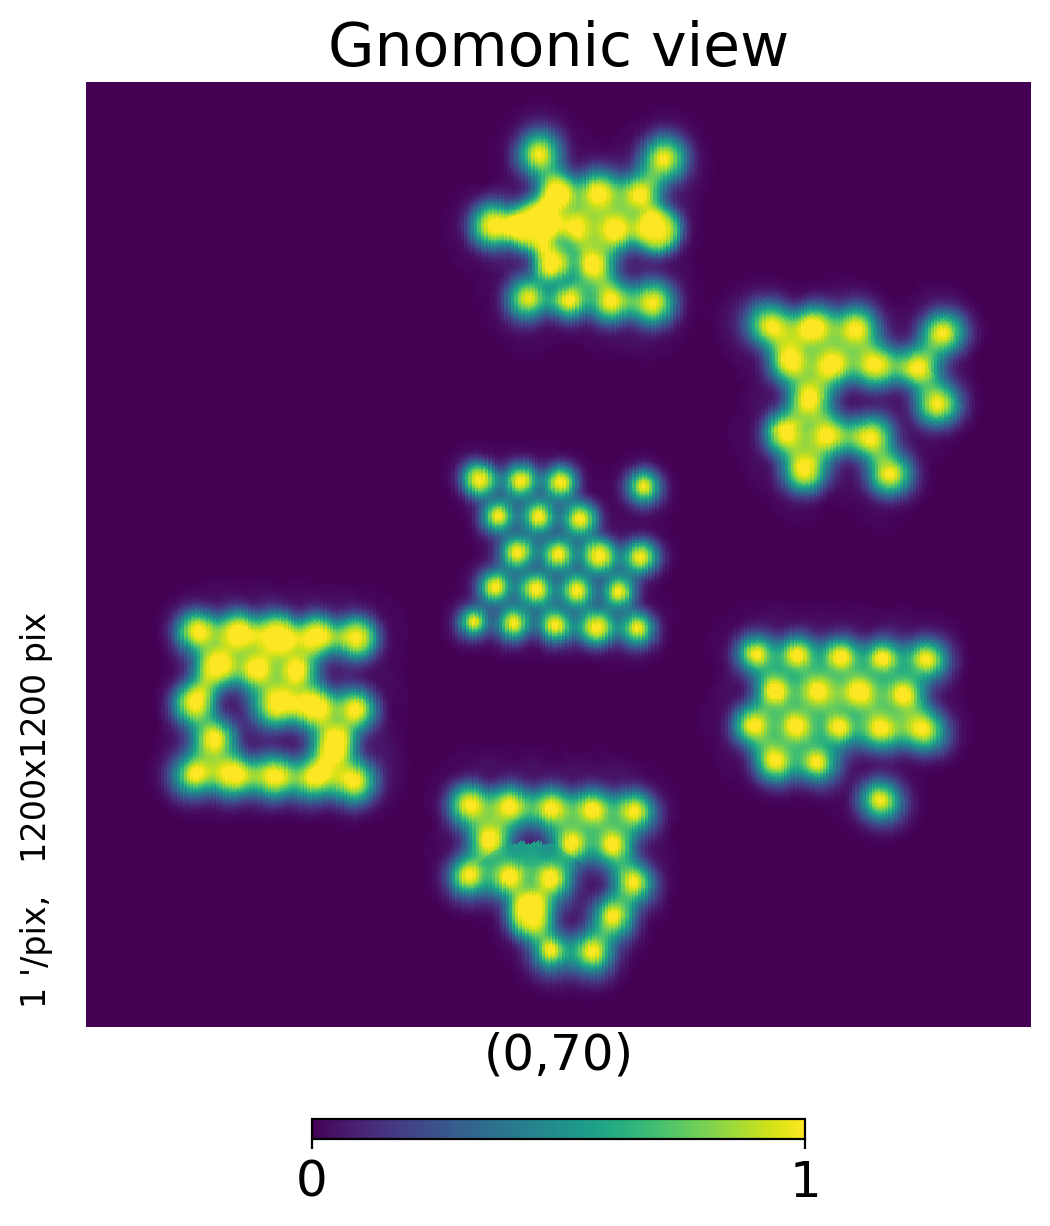 Gnomonic view
1 '/pix,   1200x1200 pix
(0,70)
0
1